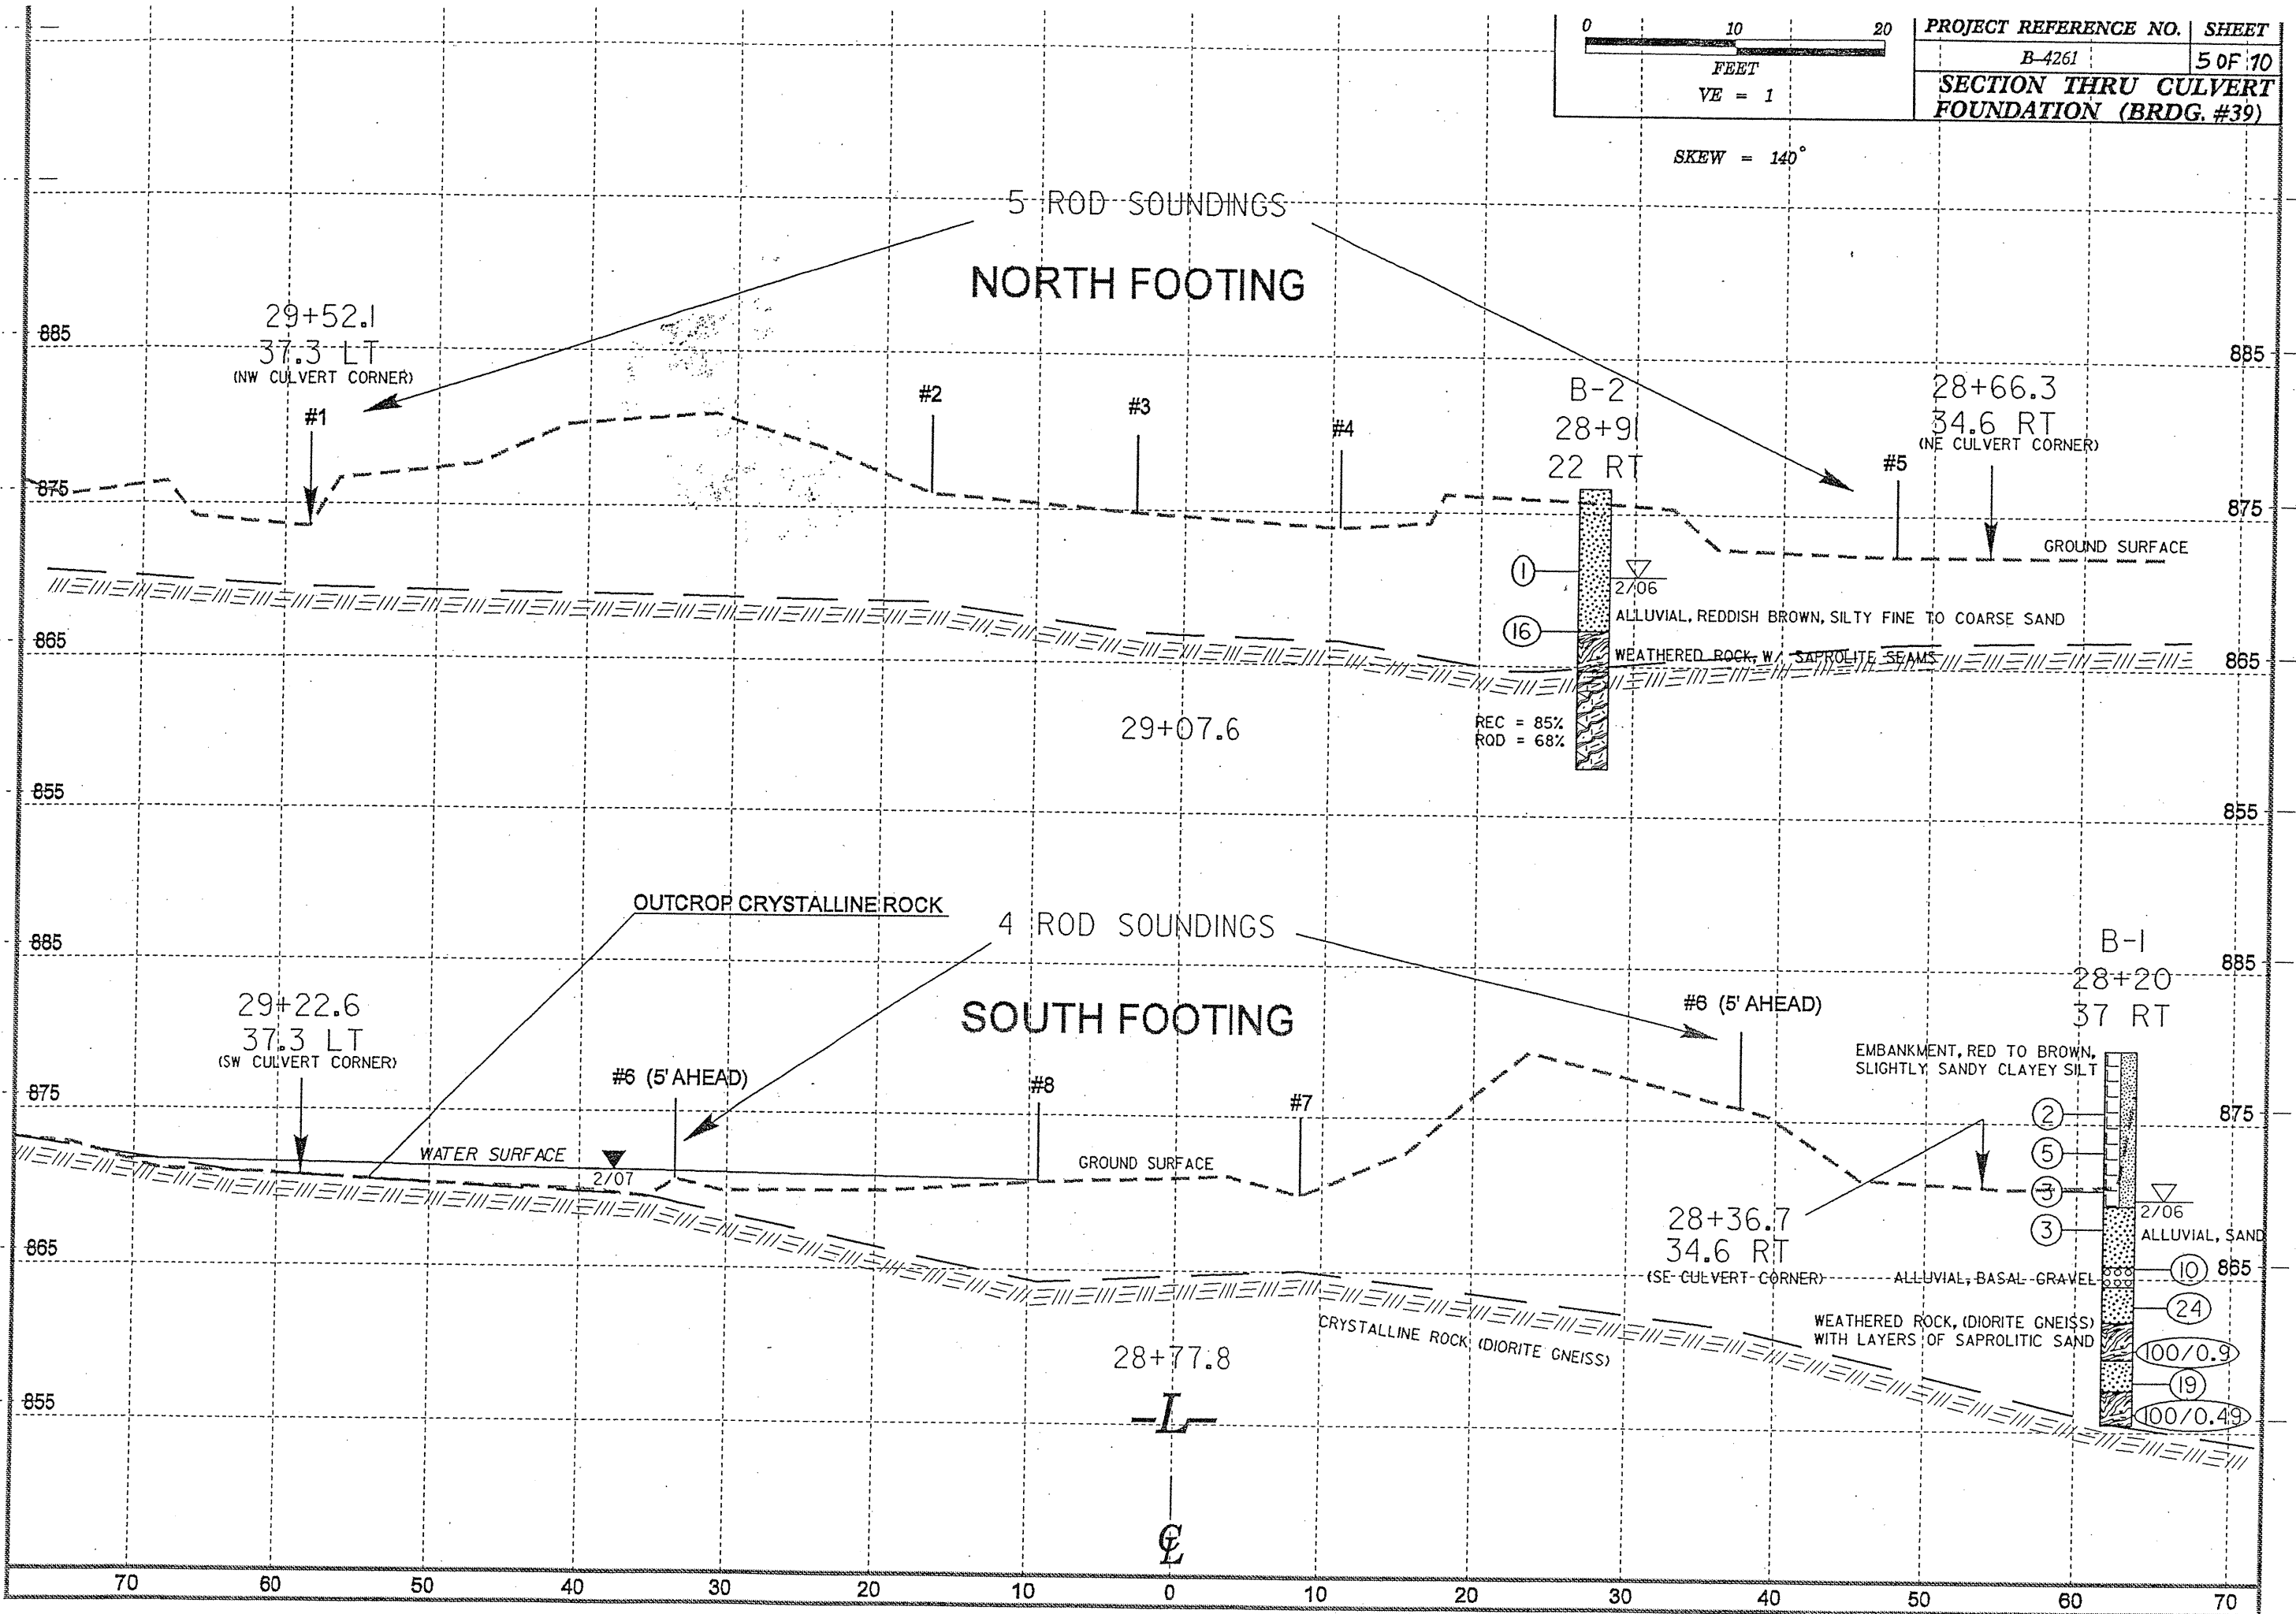 0 10 20
FEET
VE = 1
PROJECT REFERENCE NO. SHEET
B-4261 5 OF 10
SECTION THRU CULVERT
FOUNDATION (BRDG. #39)
SKEW = 140°
5 ROD SOUNDINGS
NORTH FOOTING
29+52.1
37.3 LT
(NW CULVERT CORNER)
885
885
#1
#2
#3
#4
B-2
28+91
22 RT
28+66.3
34.6 RT
(NE CULVERT CORNER)
#5
875
875
GROUND SURFACE
1
2/06
ALLUVIAL, REDDISH BROWN, SILTY FINE TO COARSE SAND
16
865
WEATHERED ROCK, W/ SAPROLITE SEAMS
865
29+07.6
REC = 85%
RQD = 68%
855
855
OUTCROP CRYSTALLINE ROCK
4 ROD SOUNDINGS
885
885
B-1
28+20
37 RT
29+22.6
37.3 LT
(SW CULVERT CORNER)
SOUTH FOOTING
#6 (5' AHEAD)
#6 (5' AHEAD)
#8
#7
EMBANKMENT, RED TO BROWN,
SLIGHTLY SANDY CLAYEY SILT
875
875
2
WATER SURFACE
2/07
GROUND SURFACE
5
3
2/06
28+36.7
34.6 RT
(SE CULVERT CORNER)
3
ALLUVIAL, SAND
865
ALLUVIAL, BASAL GRAVEL
10
865
24
CRYSTALLINE ROCK (DIORITE GNEISS)
WEATHERED ROCK, (DIORITE GNEISS)
WITH LAYERS OF SAPROLITIC SAND
100/0.9
28+77.8
19
855
-L-
100/0.49
℄
70 60 50 40 30 20 10 0 10 20 30 40 50 60 70